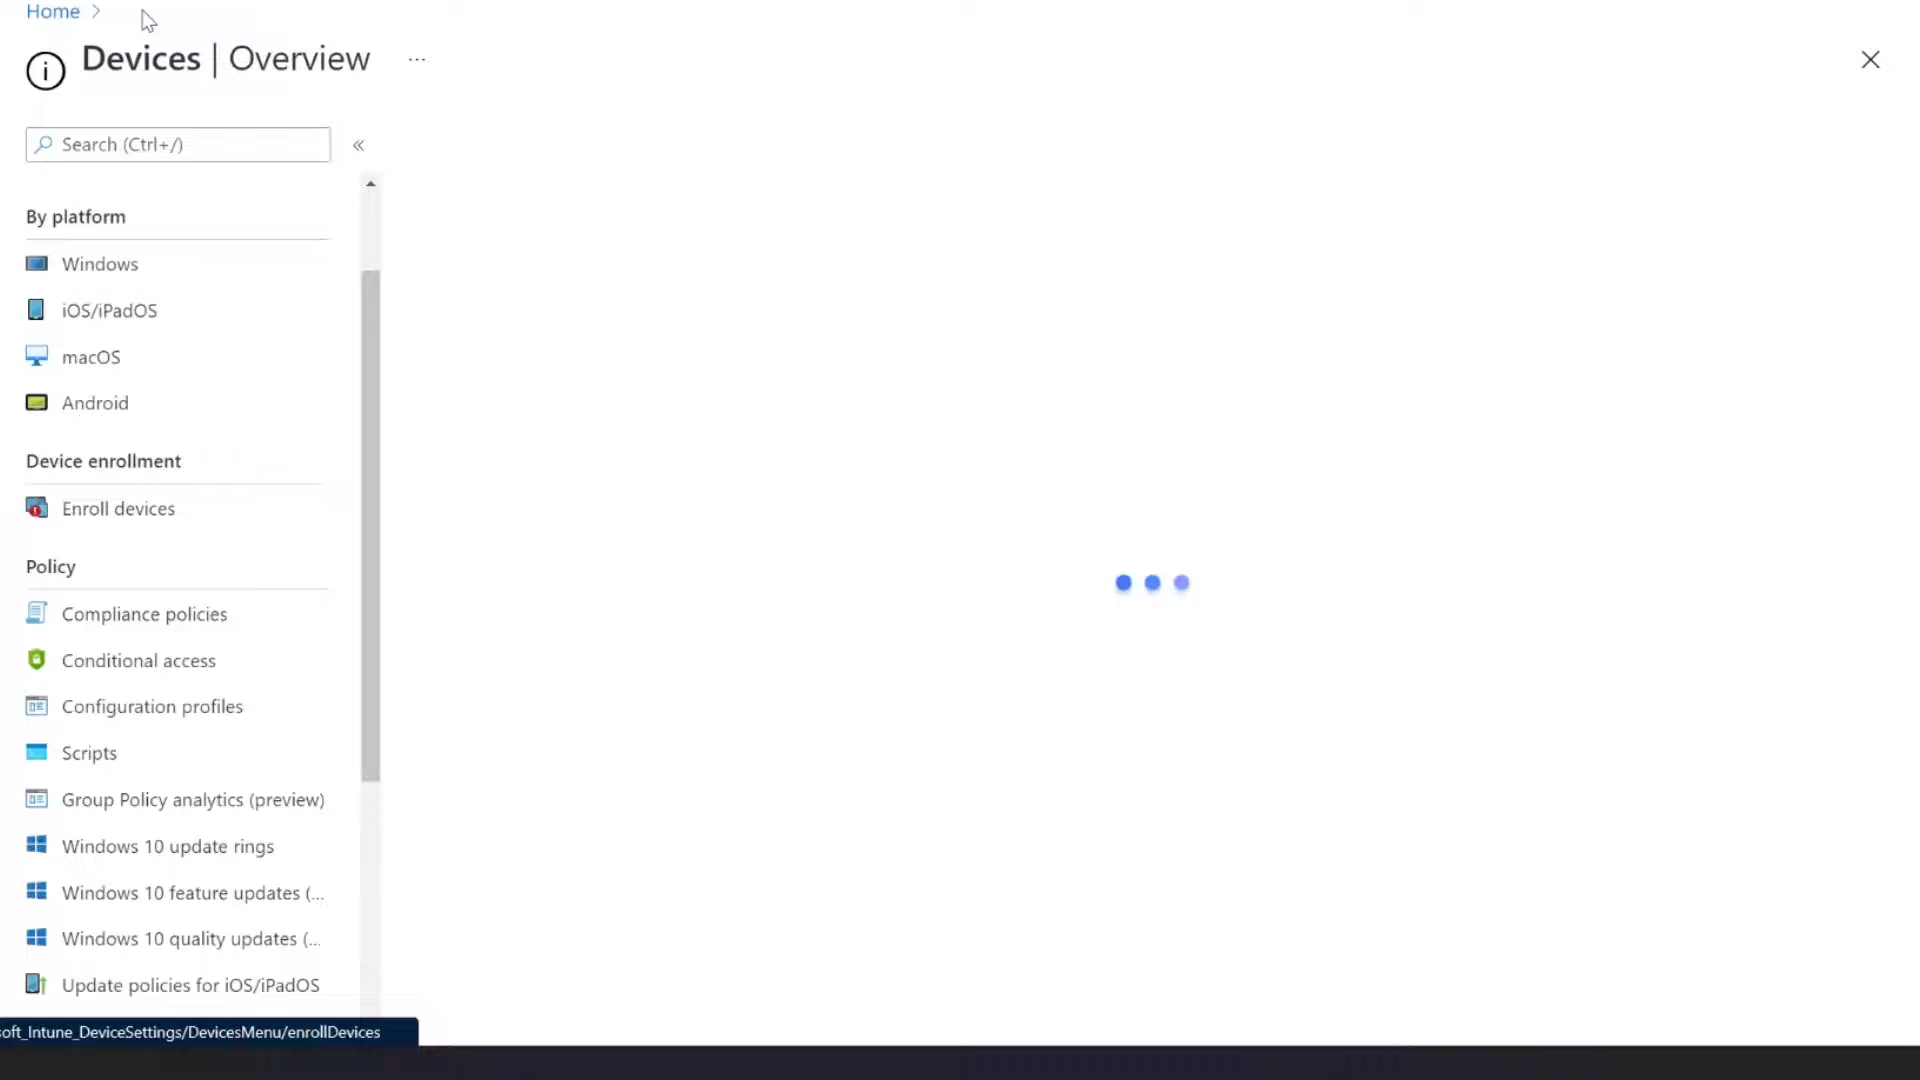 Home >
Devices | Overview ...
Search (Ctrl+/) «
By platform
Windows
iOS/iPadOS
macOS
Android
Device enrollment
Enroll devices
Policy
Compliance policies
Conditional access
Configuration profiles
Scripts
Group Policy analytics (preview)
Windows 10 update rings
Windows 10 feature updates (...
Windows 10 quality updates (...
Update policies for iOS/iPadOS
soft_Intune_DeviceSettings/DevicesMenu/enrollDevices